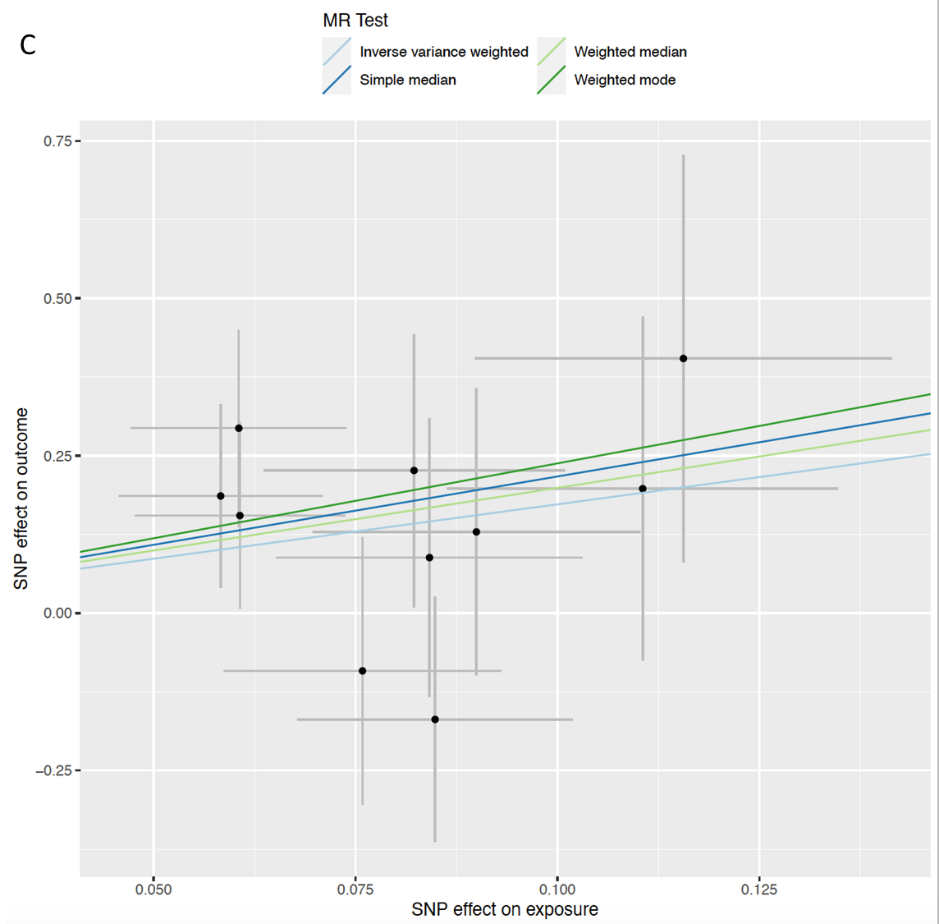 C
MR Test
Inverse variance weighted
Weighted median
Simple median
Weighted mode
0.75
0.50
0.25
0.00
−0.25
SNP effect on outcome
0.050
0.075
0.100
0.125
SNP effect on exposure